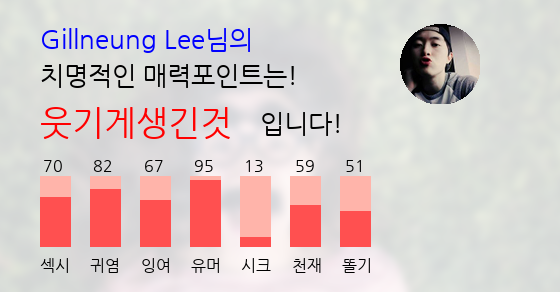 Gillneung Lee님의
치명적인 매력포인트는!
웃기게생긴것 입니다!
70 82 67 95 13 59 51
섹시 귀염 잉여 유머 시크 천재 똘기